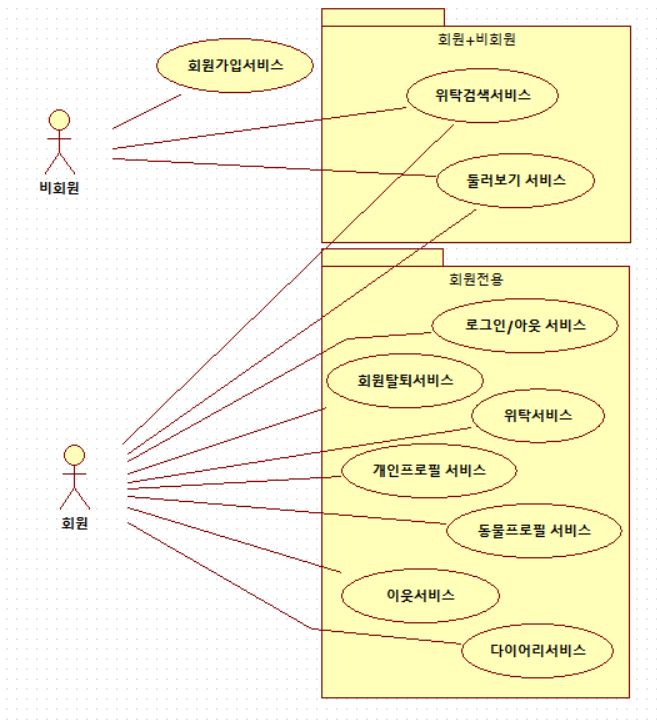 회원+비회원
회원가입서비스
위탁검색서비스
둘러보기 서비스
비회원
회원전용
로그인/아웃 서비스
회원탈퇴서비스
위탁서비스
개인프로필 서비스
회원
동물프로필 서비스
이웃서비스
다이어리서비스